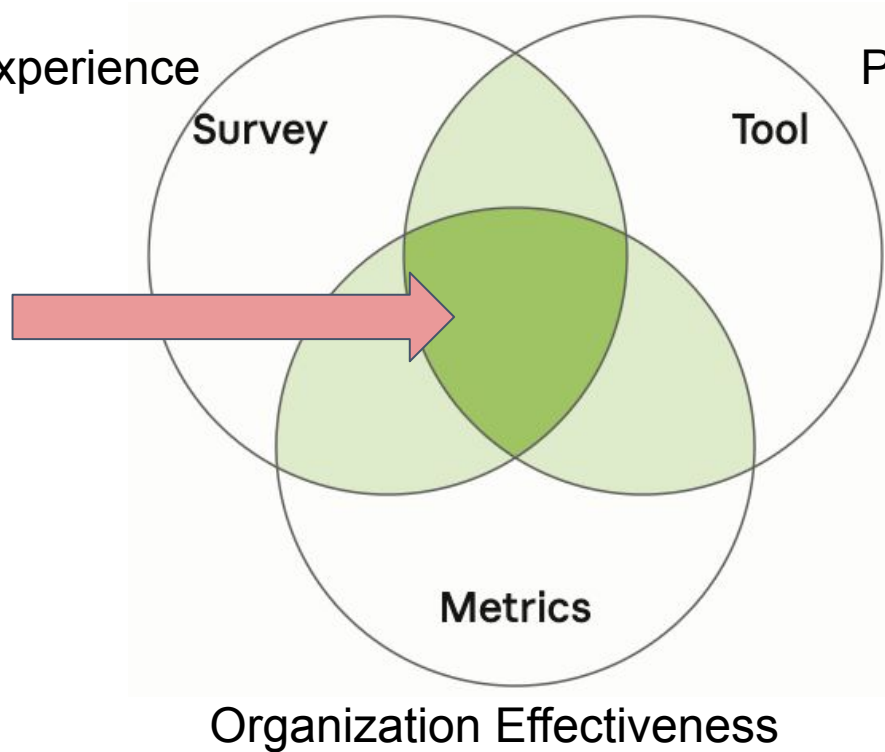 xperience
P
Survey
Tool
Metrics
Organization Effectiveness